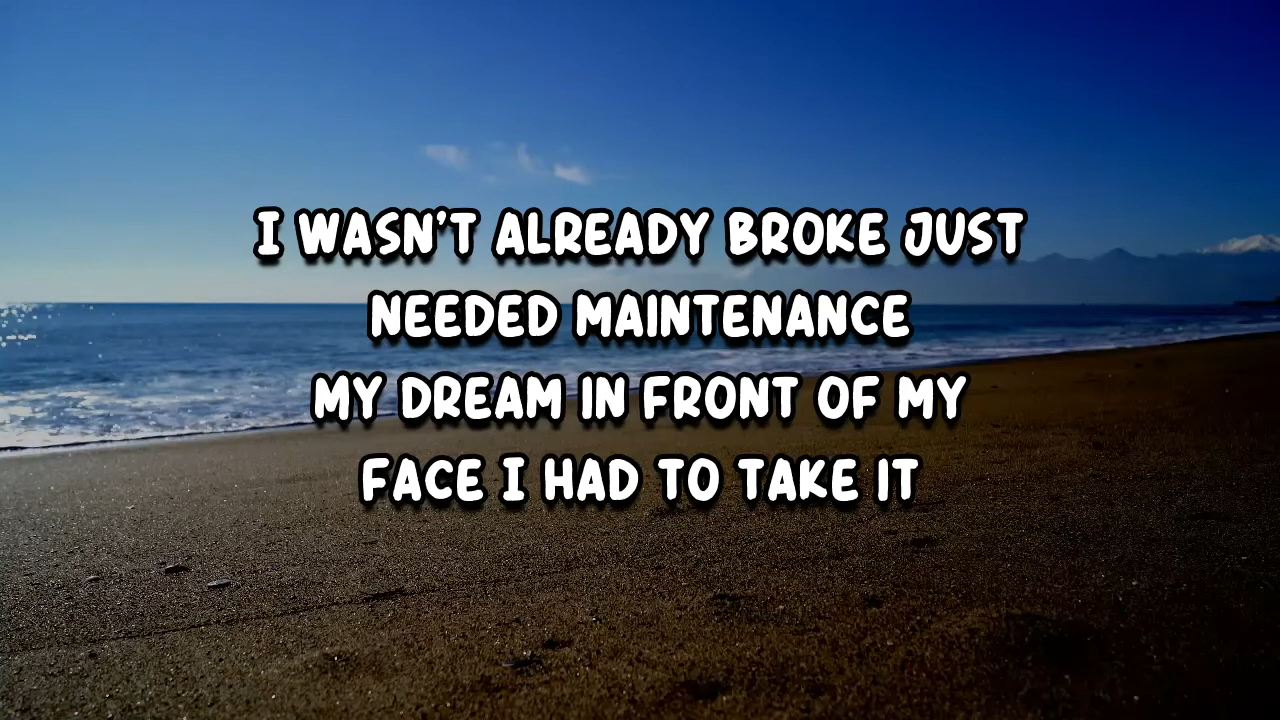 I WASN'T ALREADY BROKE JUST
NEEDED MAINTENANCE
MY DREAM IN FRONT OF MY
FACE I HAD TO TAKE IT